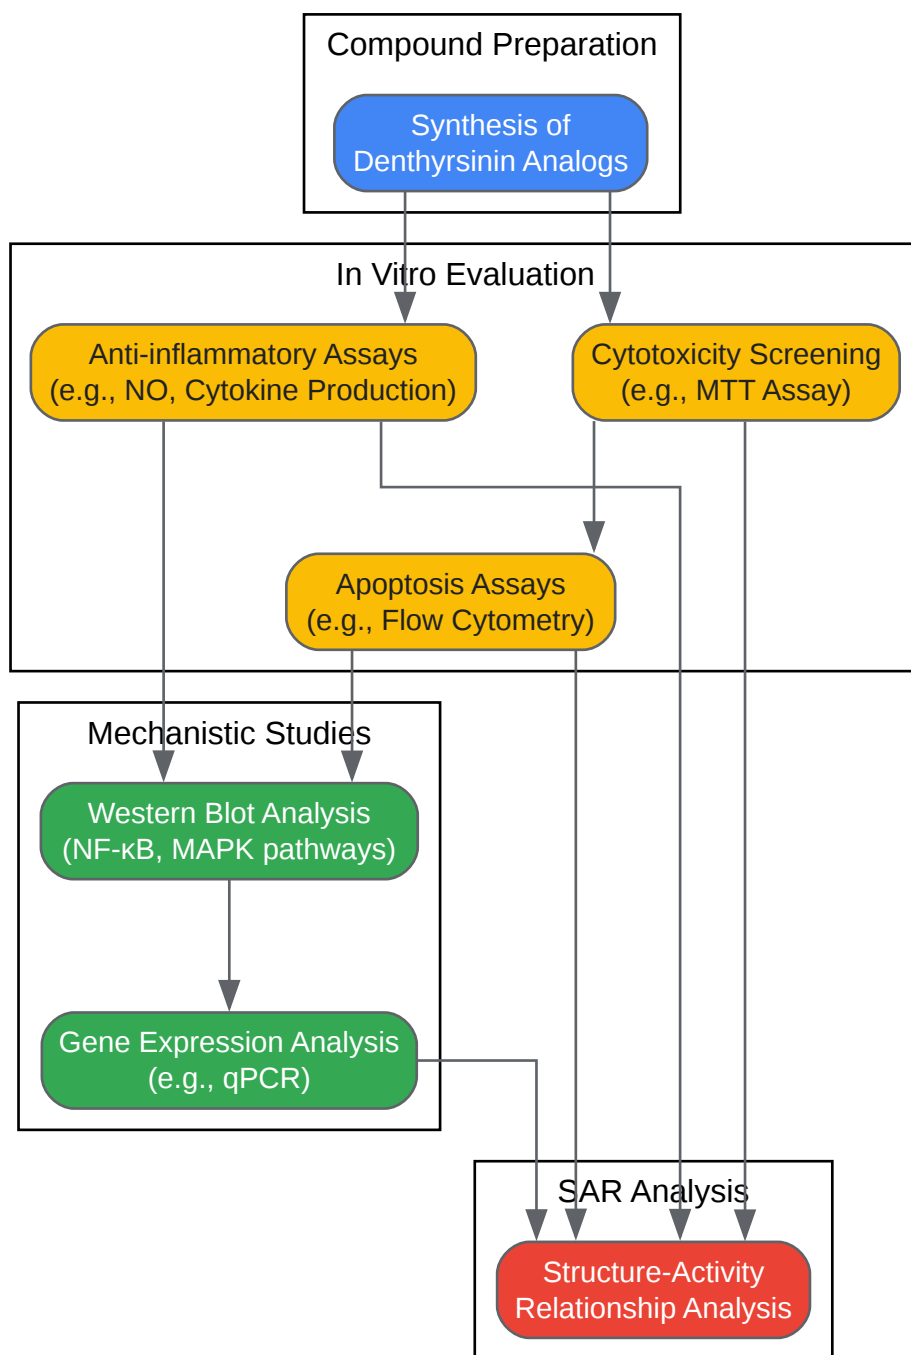 Compound Preparation
Synthesis of
Denthyrsinin Analogs
In Vitro Evaluation
Anti-inflammatory Assays
(e.g., NO, Cytokine Production)
Cytotoxicity Screening
(e.g., MTT Assay)
Apoptosis Assays
(e.g., Flow Cytometry)
Mechanistic Studies
Western Blot Analysis
(NF-κB, MAPK pathways)
Gene Expression Analysis
(e.g., qPCR)
SAR Analysis
Structure-Activity
Relationship Analysis